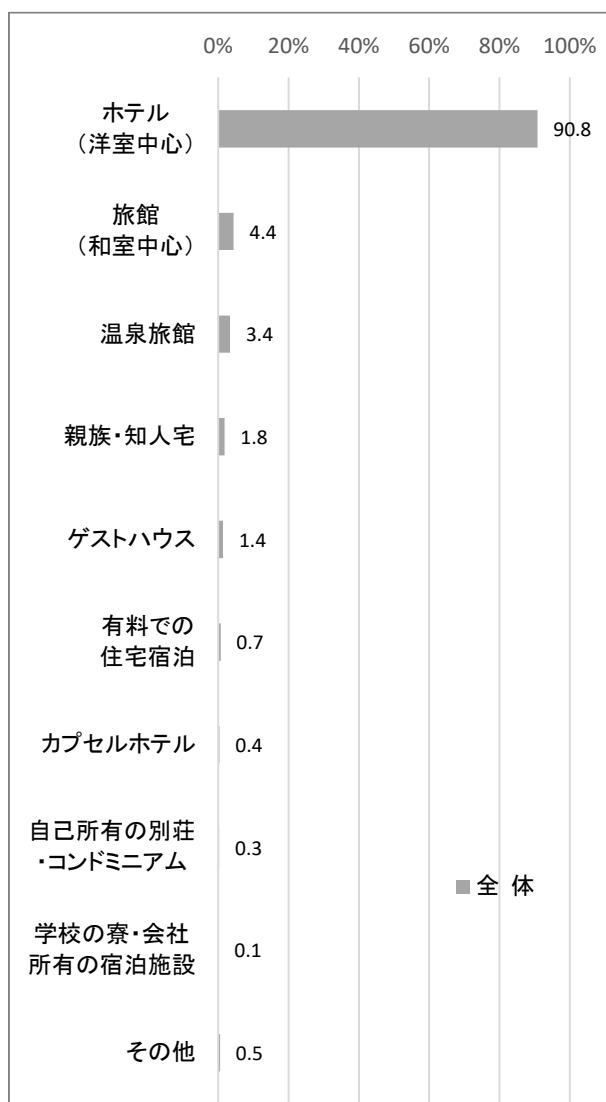 0% 20% 40% 60% 80% 100%
ホテル
（洋室中心）
90.8
旅館
（和室中心）
4.4
温泉旅館
3.4
親族・知人宅
1.8
ゲストハウス
1.4
有料での
住宅宿泊
0.7
カプセルホテル
0.4
自己所有の別荘
・コンドミニアム
0.3
全 体
学校の寮・会社
所有の宿泊施設
0.1
その他
0.5